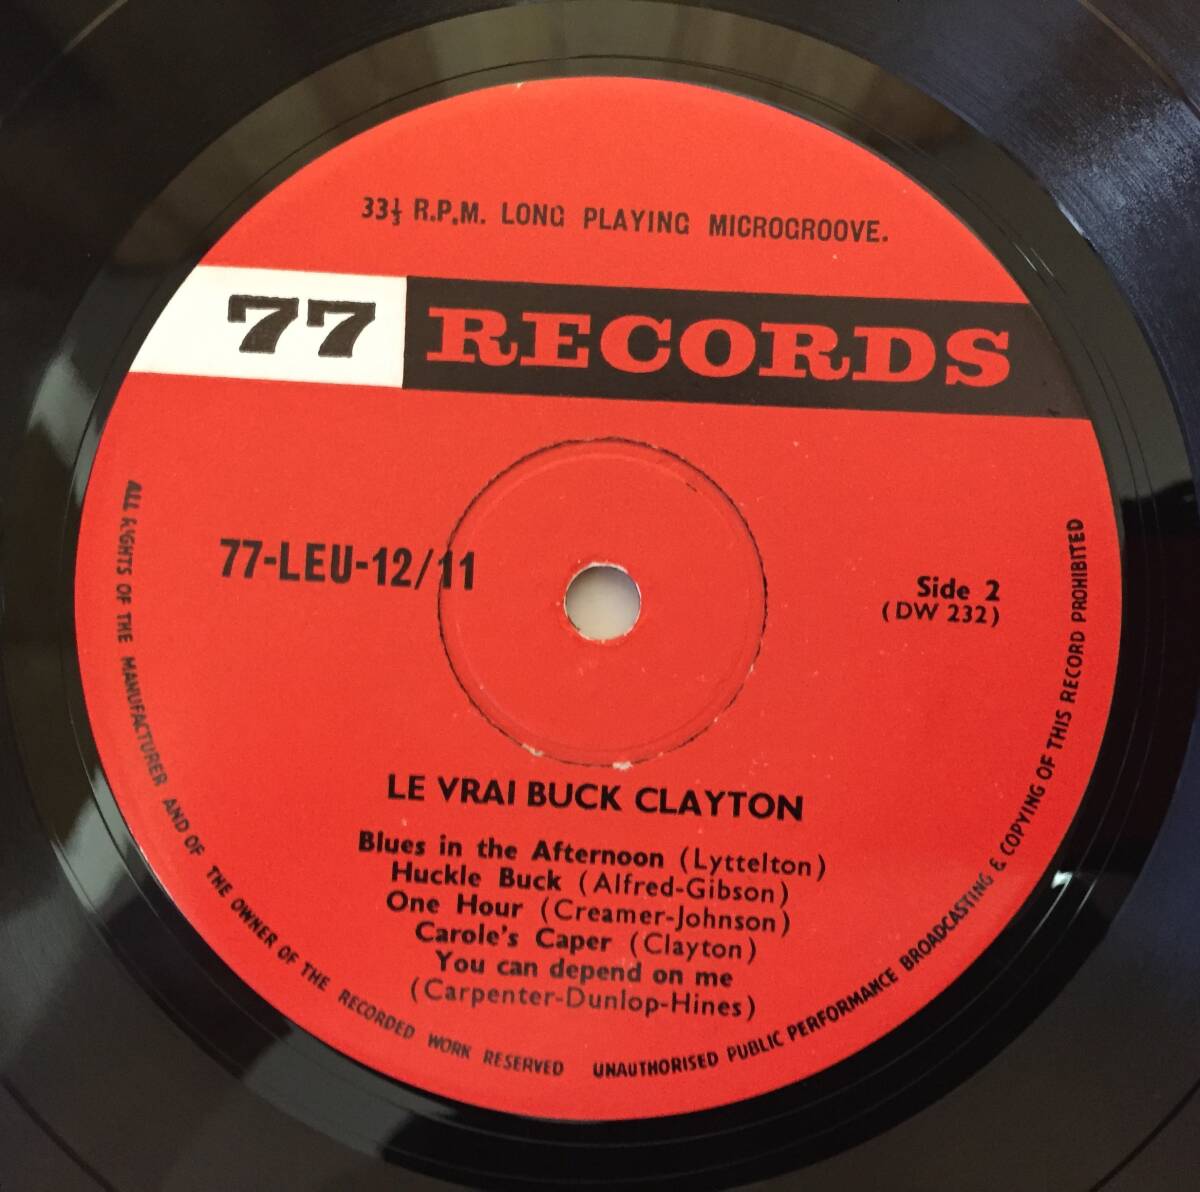 33⅓ R.P.M. LONG PLAYING MICROGROOVE.
77 RECORDS
77-LEU-12/11
Side 2
(DW 232)
LE VRAI BUCK CLAYTON
Blues in the Afternoon (Lyttelton)
Huckle Buck (Alfred-Gibson)
One Hour (Creamer-Johnson)
Carole's Caper (Clayton)
You can depend on me
(Carpenter-Dunlop-Hines)
ALL RIGHTS OF THE MANUFACTURER AND OF THE OWNER OF THE RECORDED WORK RESERVED UNAUTHORISED PUBLIC PERFORMANCE BROADCASTING & COPYING OF THIS RECORD PROHIBITED